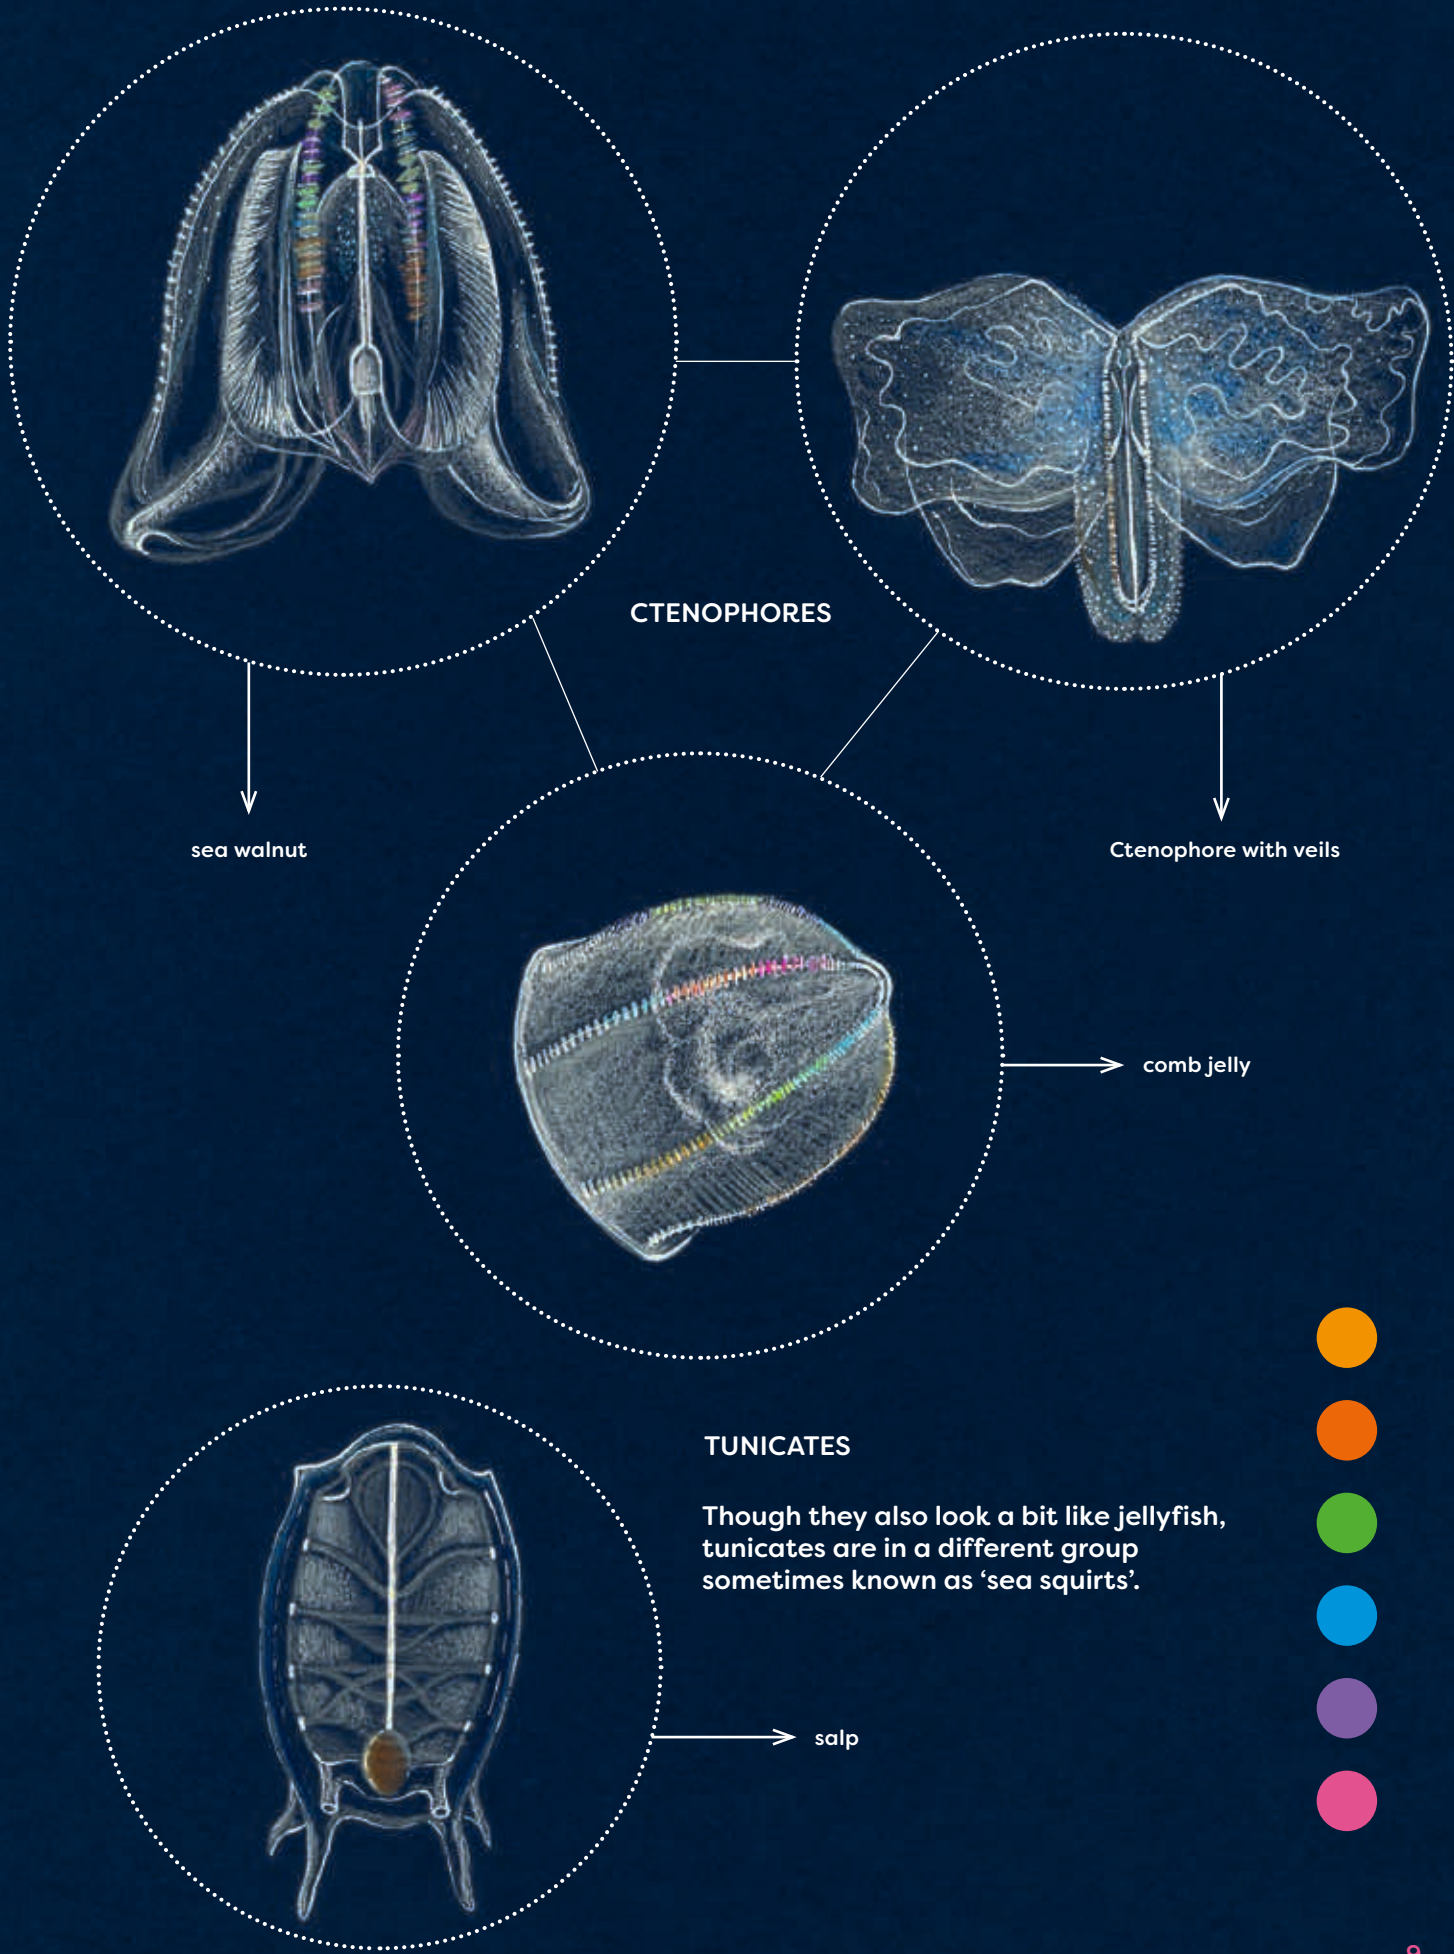 CTENOPHORES
sea walnut
Ctenophore with veils
comb jelly
TUNICATES
Though they also look a bit like jellyfish,
tunicates are in a different group
sometimes known as ‘sea squirts’.
salp